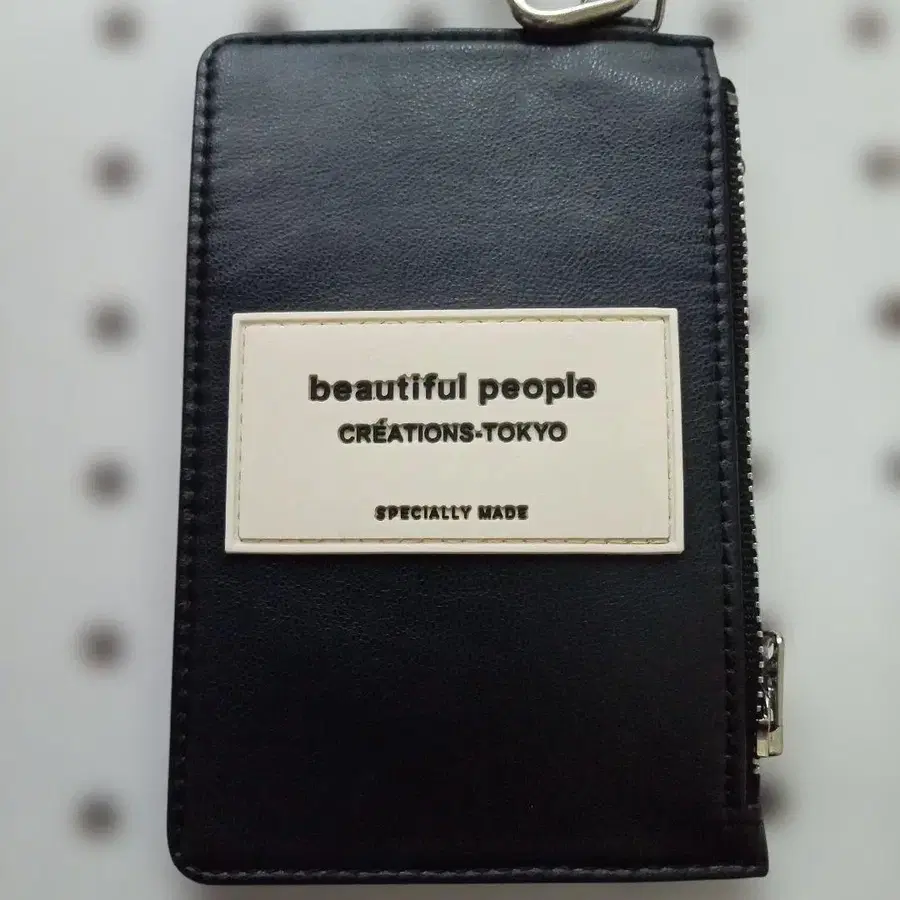 beautiful people
CRÉATIONS-TOKYO
SPECIALLY MADE